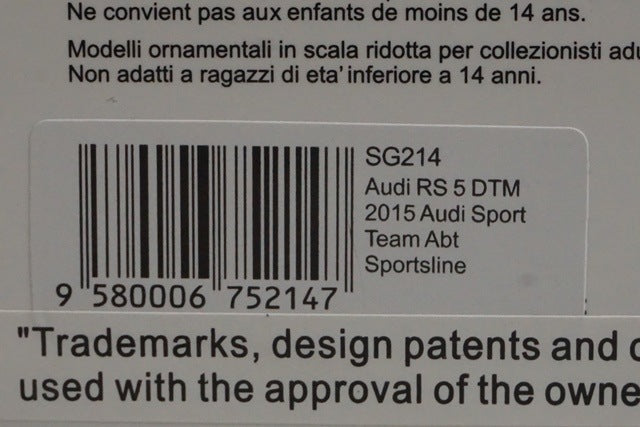 Ne convient pas aux enfants de moins de 14 ans.
Modelli ornamentali in scala ridotta per collezionisti
Non adatti a ragazzi di eta' inferiore a 14 anni.
SG214
Audi RS 5 DTM
2015 Audi Sport
Team Abt
Sportsline
9 580006 752147
"Trademarks, design patents and
used with the approval of the